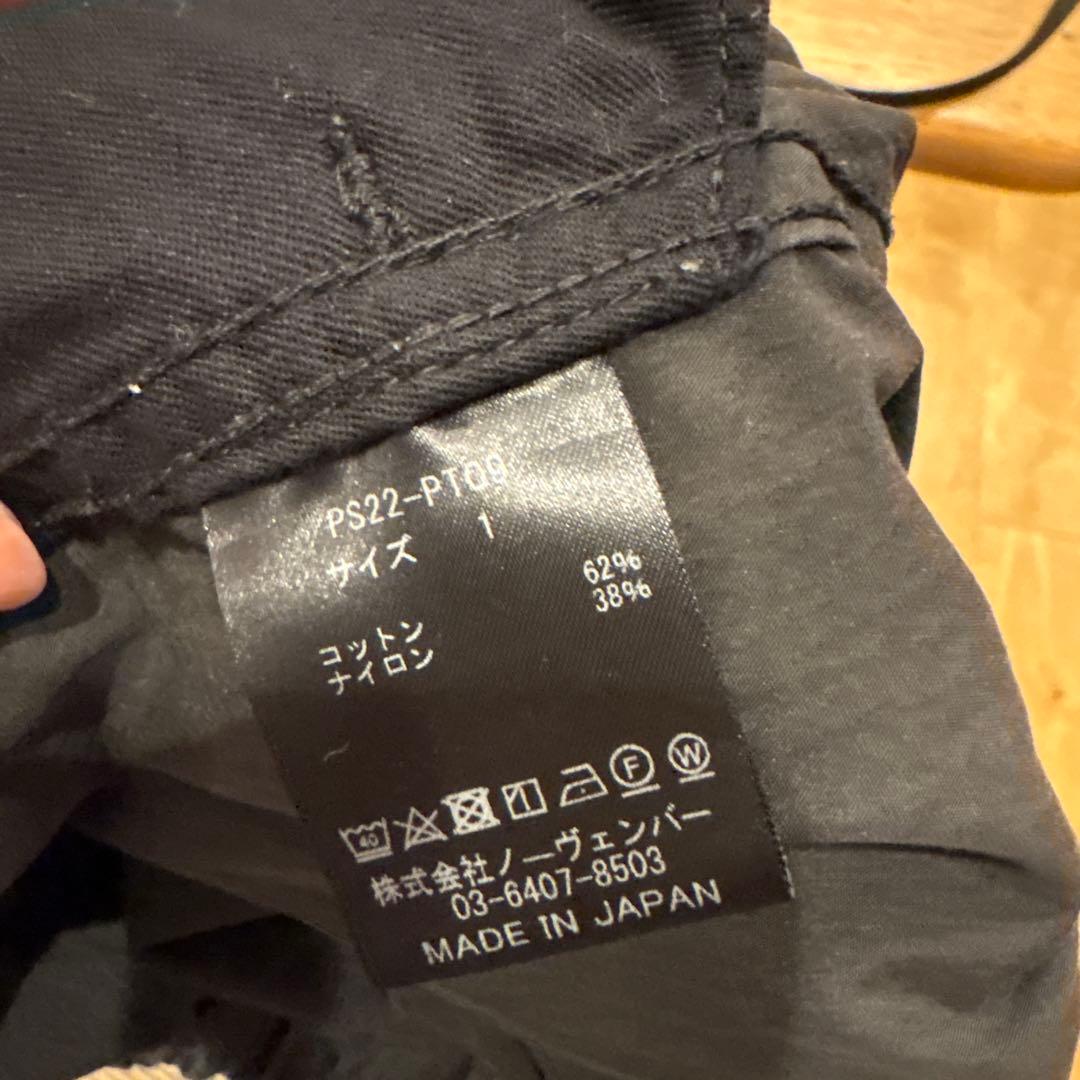 PS22-PT09
サイズ 1
コットン 62%
ナイロン 38%
40 F W
株式会社ノーヴェンバー
03-6407-8503
MADE IN JAPAN